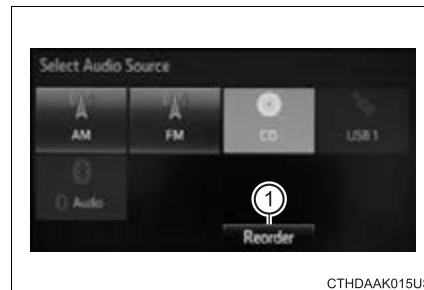 Select Audio Source
AM
FM
CD
USB 1
Audio
1
Reorder
CTHDAAK015US